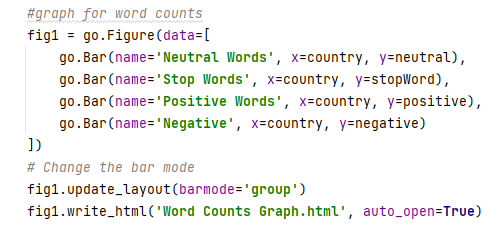 #graph for word counts
fig1 = go.Figure(data=[
    go.Bar(name='Neutral Words', x=country, y=neutral),
    go.Bar(name='Stop Words', x=country, y=stopWord),
    go.Bar(name='Positive Words', x=country, y=positive),
    go.Bar(name='Negative', x=country, y=negative)
])
# Change the bar mode
fig1.update_layout(barmode='group')
fig1.write_html('Word Counts Graph.html', auto_open=True)